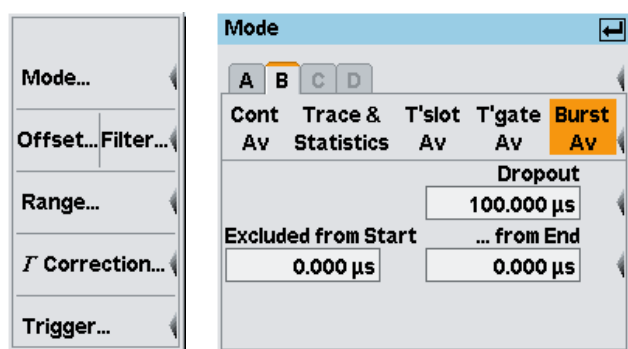 Mode...
Offset... Filter...
Range...
Γ Correction...
Trigger...
Mode
A B C D
Cont Av Trace & Statistics T'slot Av T'gate Av Burst Av
Dropout
100.000 µs
Excluded from Start ... from End
0.000 µs 0.000 µs